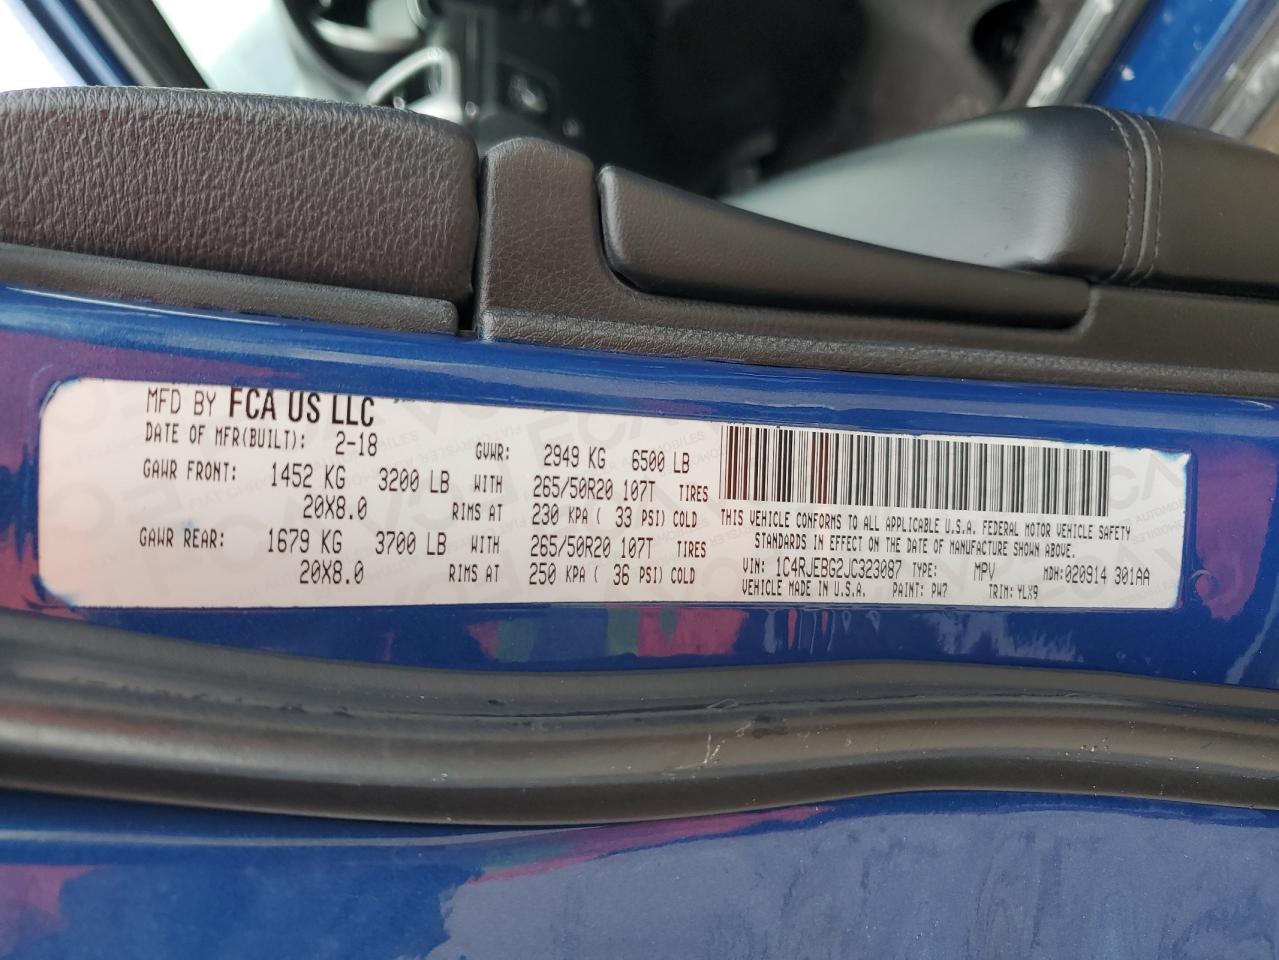 MFD BY FCA US LLC
DATE OF MFR(BUILT): 2-18 GVWR: 2949 KG 6500 LB
GAWR FRONT: 1452 KG 3200 LB WITH 265/50R20 107T TIRES
20X8.0 RIMS AT 230 KPA ( 33 PSI) COLD
GAWR REAR: 1679 KG 3700 LB WITH 265/50R20 107T TIRES
20X8.0 RIMS AT 250 KPA ( 36 PSI) COLD
THIS VEHICLE CONFORMS TO ALL APPLICABLE U.S.A. FEDERAL MOTOR VEHICLE SAFETY
STANDARDS IN EFFECT ON THE DATE OF MANUFACTURE SHOWN ABOVE.
VIN: 1C4RJEBG2JC323087 TYPE: MPV MDH:020914 301AA
VEHICLE MADE IN U.S.A. PAINT: PW7 TRIM: YLX9